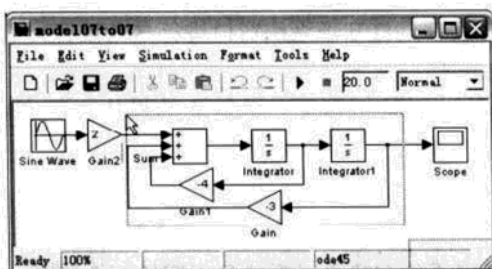 model07to07
File Edit View Simulation Format Tools Help
20.0 Normal
2
+
+
+
1
s
1
s
Sine Wave Gain2 Sum Integrator Integrator1 Scope
-4
Gain1
-3
Gain
Ready 100% ode45